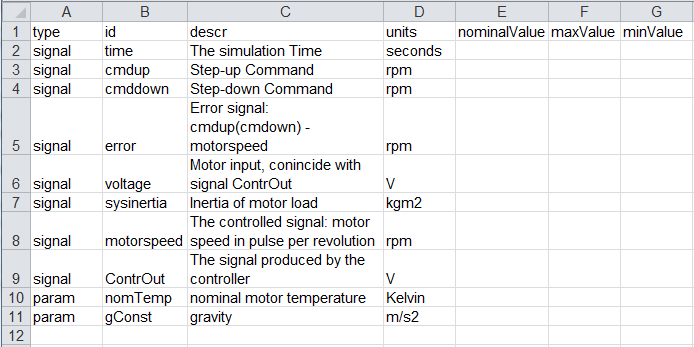 A B C D E F G
1 type id descr units nominalValue maxValue minValue
2 signal time The simulation Time seconds
3 signal cmdup Step-up Command rpm
4 signal cmddown Step-down Command rpm
Error signal:
cmdup(cmdown) -
5 signal error motorspeed rpm
Motor input, conincide with
6 signal voltage signal ContrOut V
7 signal sysinertia Inertia of motor load kgm2
The controlled signal: motor
8 signal motorspeed speed in pulse per revolution rpm
The signal produced by the
9 signal ContrOut controller V
10 param nomTemp nominal motor temperature Kelvin
11 param gConst gravity m/s2
12